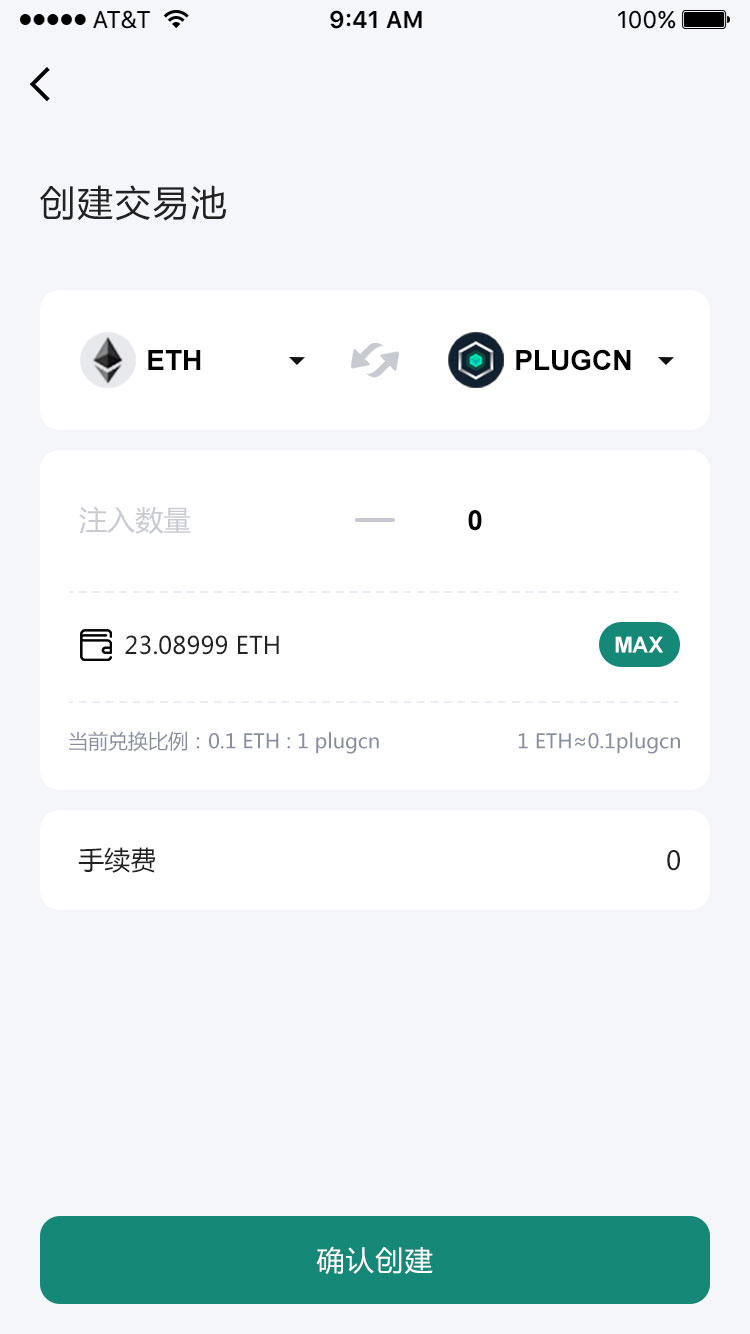 AT&T 9:41 AM 100%
创建交易池
ETH PLUGCN
注入数量 0
23.08999 ETH MAX
当前兑换比例：0.1 ETH : 1 plugcn 1 ETH≈0.1plugcn
手续费 0
确认创建